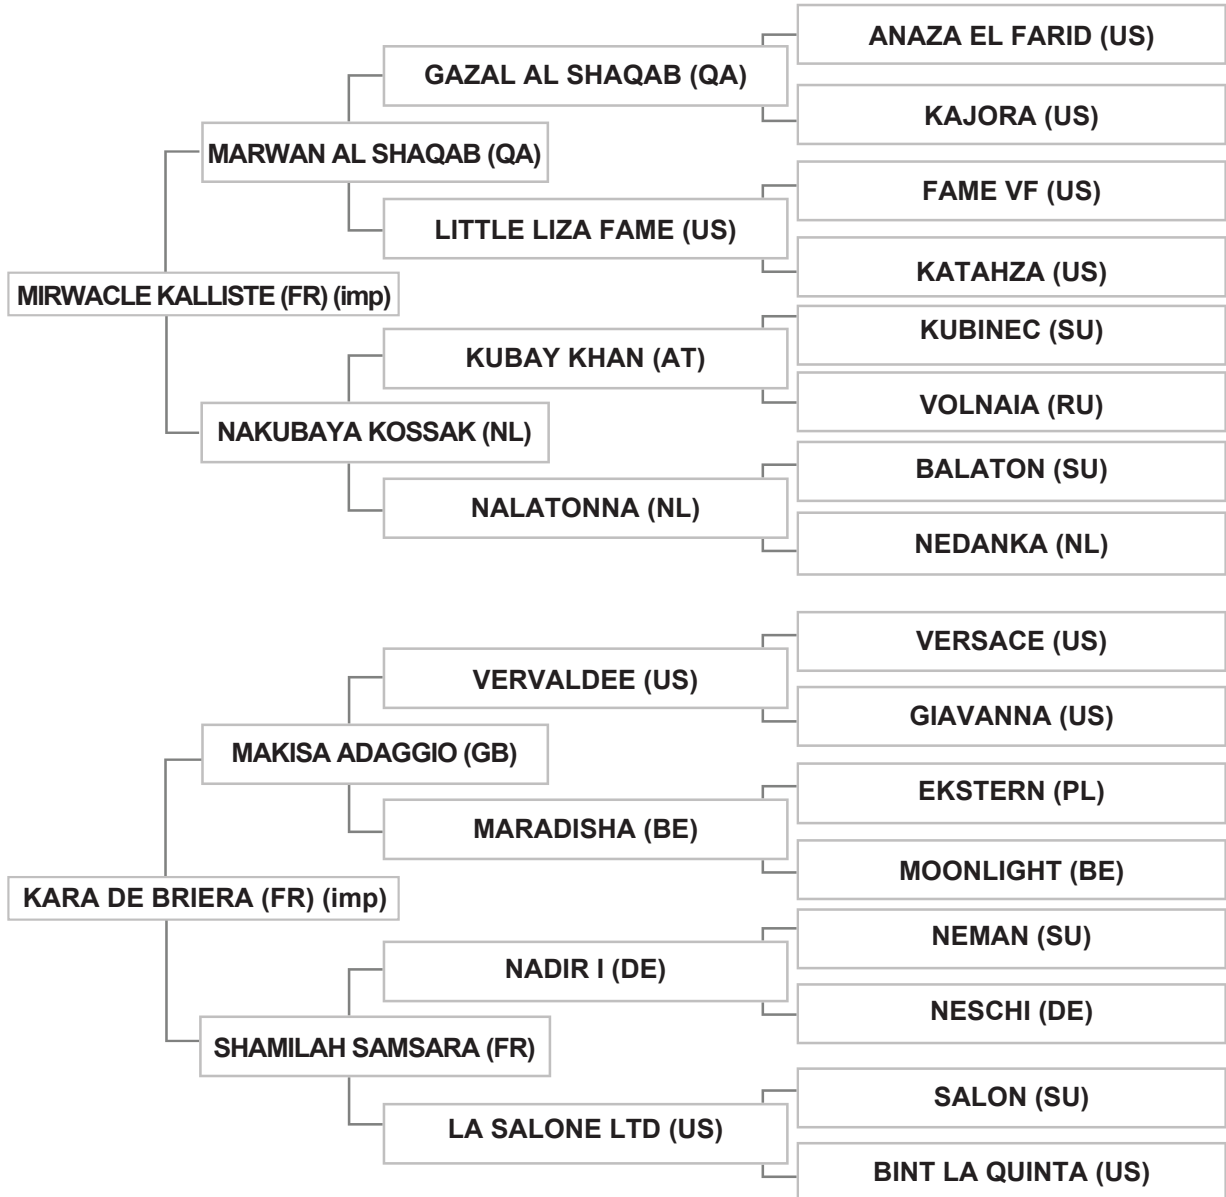 ANAZA EL FARID (US)
GAZAL AL SHAQAB (QA)
KAJORA (US)
MARWAN AL SHAQAB (QA)
FAME VF (US)
LITTLE LIZA FAME (US)
KATAHZA (US)
MIRWACLE KALLISTE (FR) (imp)
KUBINEC (SU)
KUBAY KHAN (AT)
VOLNAIA (RU)
NAKUBAYA KOSSAK (NL)
BALATON (SU)
NALATONNA (NL)
NEDANKA (NL)
VERSACE (US)
VERVALDEE (US)
GIAVANNA (US)
MAKISA ADAGGIO (GB)
EKSTERN (PL)
MARADISHA (BE)
MOONLIGHT (BE)
KARA DE BRIERA (FR) (imp)
NEMAN (SU)
NADIR I (DE)
NESCHI (DE)
SHAMILAH SAMSARA (FR)
SALON (SU)
LA SALONE LTD (US)
BINT LA QUINTA (US)